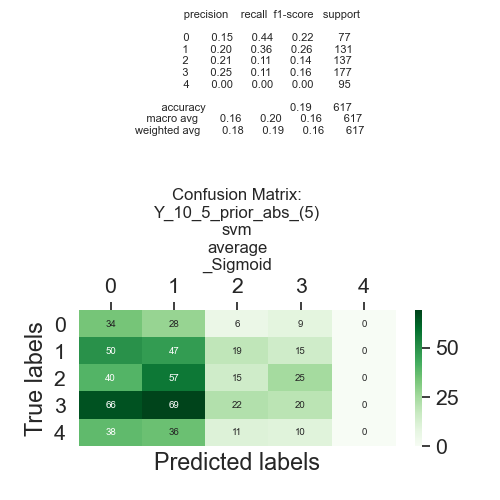 precision recall f1-score support
0 0.15 0.44 0.22 77
1 0.20 0.36 0.26 131
2 0.21 0.11 0.14 137
3 0.25 0.11 0.16 177
4 0.00 0.00 0.00 95
accuracy 0.19 617
macro avg 0.16 0.20 0.16 617
weighted avg 0.18 0.19 0.16 617
Confusion Matrix:
Y_10_5_prior_abs_(5)
svm
average
_Sigmoid
0 1 2 3 4
0 34 28 6 9 0
1 50 47 19 15 0
2 40 57 15 25 0
3 66 69 22 20 0
4 38 36 11 10 0
True labels
Predicted labels
50
25
0